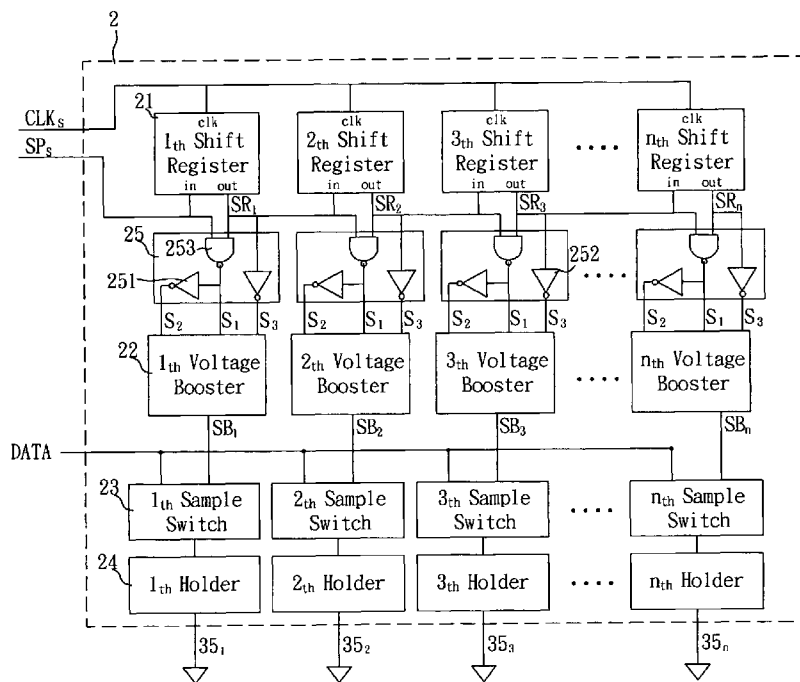 2
CLKS
SPS
21
clk
1th Shift Register
in out
SR1
clk
2th Shift Register
in out
SR2
clk
3th Shift Register
in out
SR3
····
clk
nth Shift Register
in out
SRn
25
253
251
252
····
S2 S1 S3
S2 S1 S3
S2 S1 S3
S2 S1 S3
22
1th Voltage Booster
2th Voltage Booster
3th Voltage Booster
····
nth Voltage Booster
SB1
SB2
SB3
SBn
DATA
23
1th Sample Switch
2th Sample Switch
3th Sample Switch
····
nth Sample Switch
24
1th Holder
2th Holder
3th Holder
····
nth Holder
351
352
353
35n